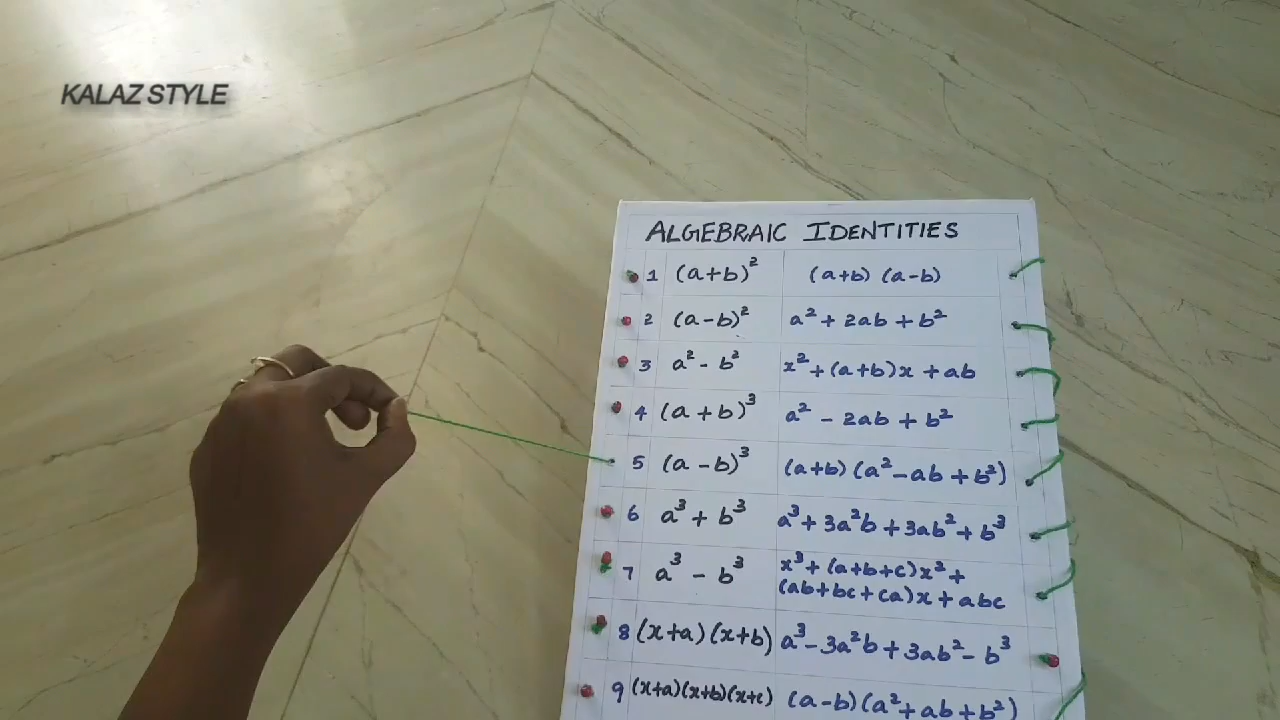 KALAZ STYLE
ALGEBRAIC IDENTITIES
1 (a+b)² (a+b) (a-b)
2 (a-b)² a² + 2ab + b²
3 a² - b² x² + (a+b)x + ab
4 (a + b)³ a² - 2ab + b²
5 (a - b)³ (a+b) (a² - ab + b²)
6 a³ + b³ a³ + 3a²b + 3ab² + b³
7 a³ - b³ x³ + (a+b+c)x² +
(ab+bc+ca)x + abc
8 (x+a) (x+b) a³ - 3a²b + 3ab² - b³
9 (x+a)(x+b)(x+c) (a-b) (a² + ab + b²)